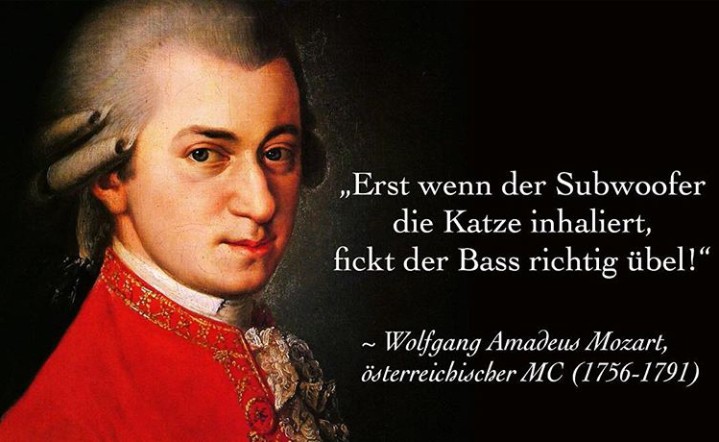 „Erst wenn der Subwoofer
die Katze inhaliert,
fickt der Bass richtig übel!“
~ Wolfgang Amadeus Mozart,
österreichischer MC (1756-1791)